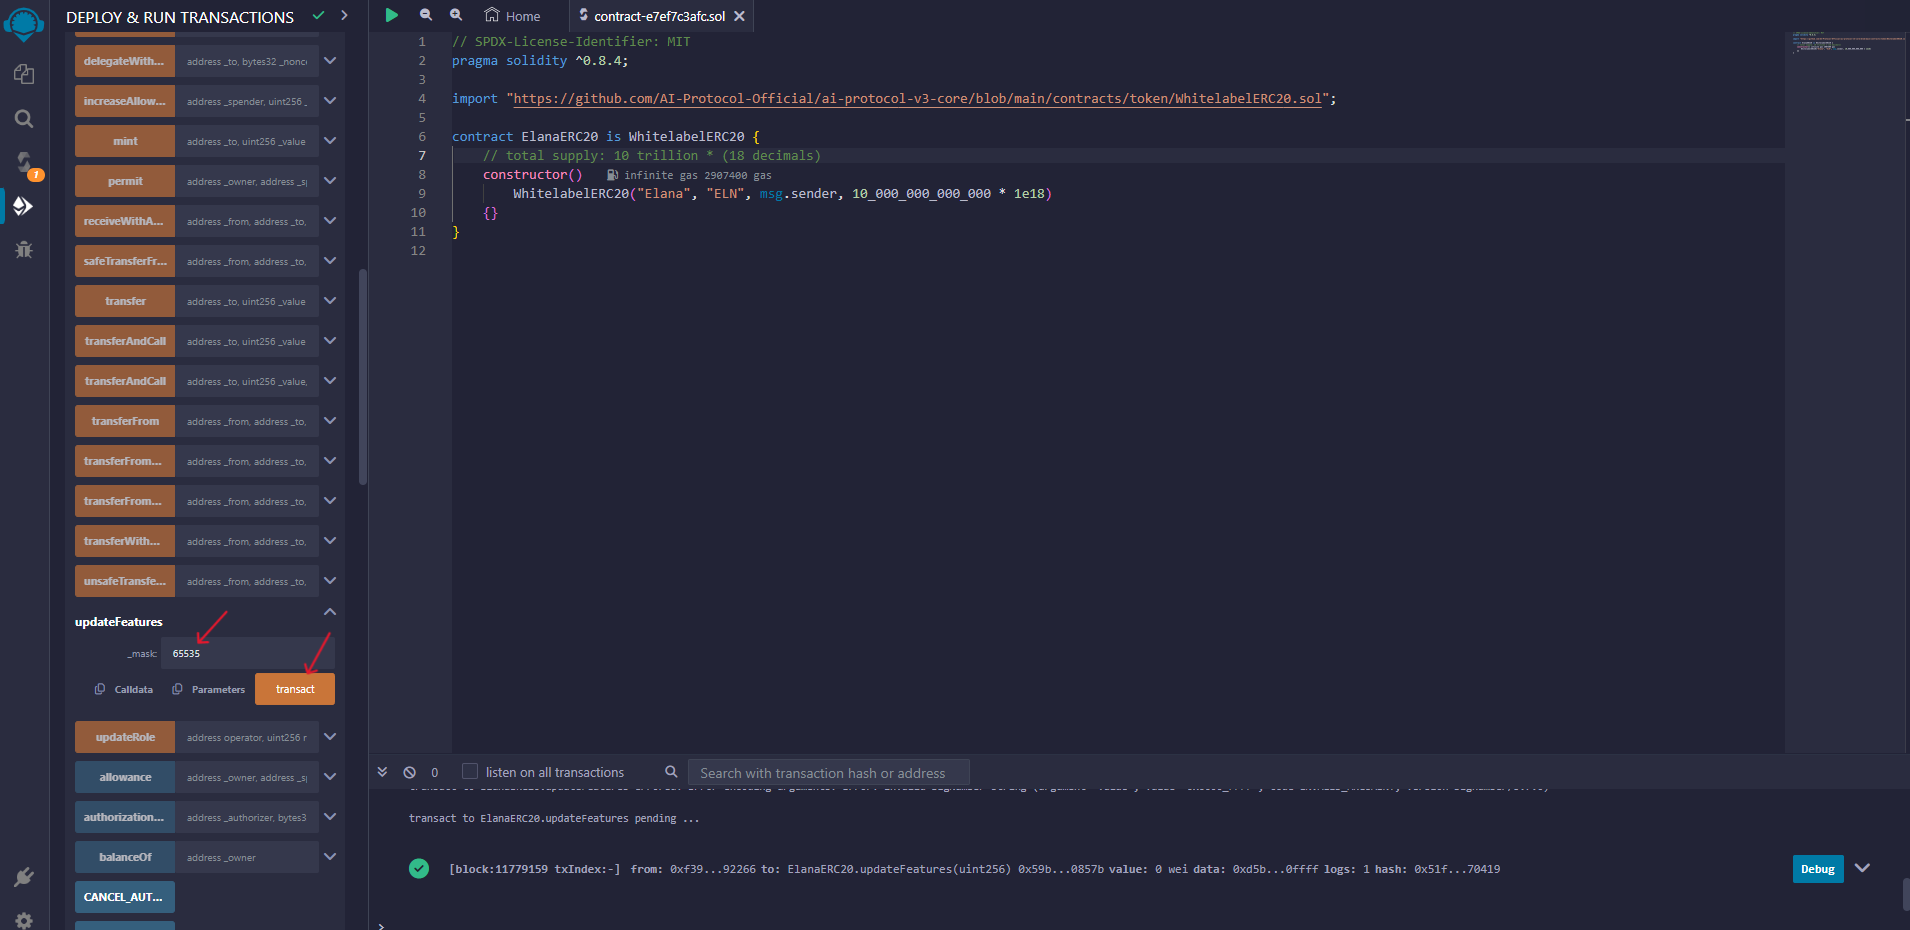 DEPLOY & RUN TRANSACTIONS
delegateWith... address _to, bytes32 _nonc
increaseAllow... address _spender, uint256 _
mint address _to, uint256 _value
permit address _owner, address _s
receiveWithA... address _from, address _to,
safeTransferFr... address _from, address _to,
transfer address _to, uint256 _value
transferAndCall address _to, uint256 _value
transferAndCall address _to, uint256 _value,
transferFrom address _from, address _to,
transferFrom... address _from, address _to,
transferFrom... address _from, address _to,
transferWith... address _from, address _to,
unsafeTransfe... address _from, address _to,
updateFeatures
_mask: 65535
Calldata Parameters transact
updateRole address operator, uint256 r
allowance address _owner, address _s
authorization... address _authorizer, bytes3
balanceOf address _owner
CANCEL_AUT...
1
Home contract-e7ef7c3afc.sol
1 // SPDX-License-Identifier: MIT
2 pragma solidity ^0.8.4;
3
4 import "https://github.com/AI-Protocol-Official/ai-protocol-v3-core/blob/main/contracts/token/WhitelabelERC20.sol";
5
6 contract ElanaERC20 is WhitelabelERC20 {
7 // total supply: 10 trillion * (18 decimals)
8 constructor() infinite gas 2907400 gas
9 WhitelabelERC20("Elana", "ELN", msg.sender, 10_000_000_000_000 * 1e18)
10 {}
11 }
12
0 listen on all transactions Search with transaction hash or address
transact to ElanaERC20.updateFeatures pending ...
[block:11779159 txIndex:-] from: 0xf39...92266 to: ElanaERC20.updateFeatures(uint256) 0x59b...0857b value: 0 wei data: 0xd5b...0ffff logs: 1 hash: 0x51f...70419 Debug
>